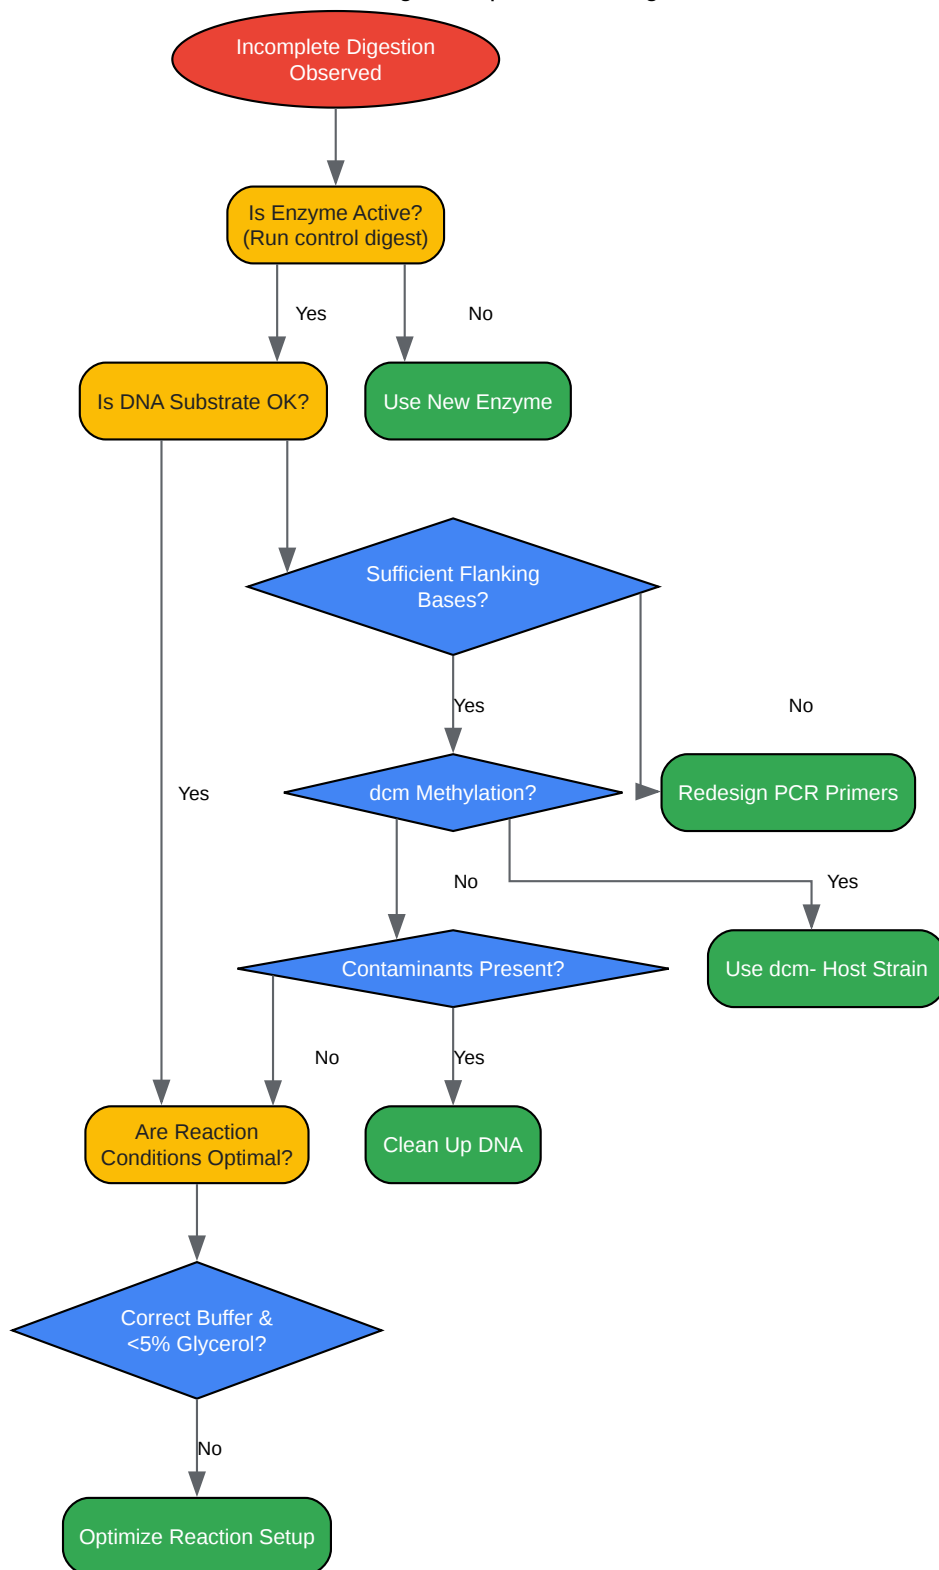 Incomplete Digestion
Observed
Is Enzyme Active?
(Run control digest)
Yes
No
Is DNA Substrate OK?
Use New Enzyme
Sufficient Flanking
Bases?
Yes
No
Yes
dcm Methylation?
Redesign PCR Primers
No
Yes
Contaminants Present?
Use dcm- Host Strain
No
Yes
Are Reaction
Conditions Optimal?
Clean Up DNA
Correct Buffer &
<5% Glycerol?
No
Optimize Reaction Setup